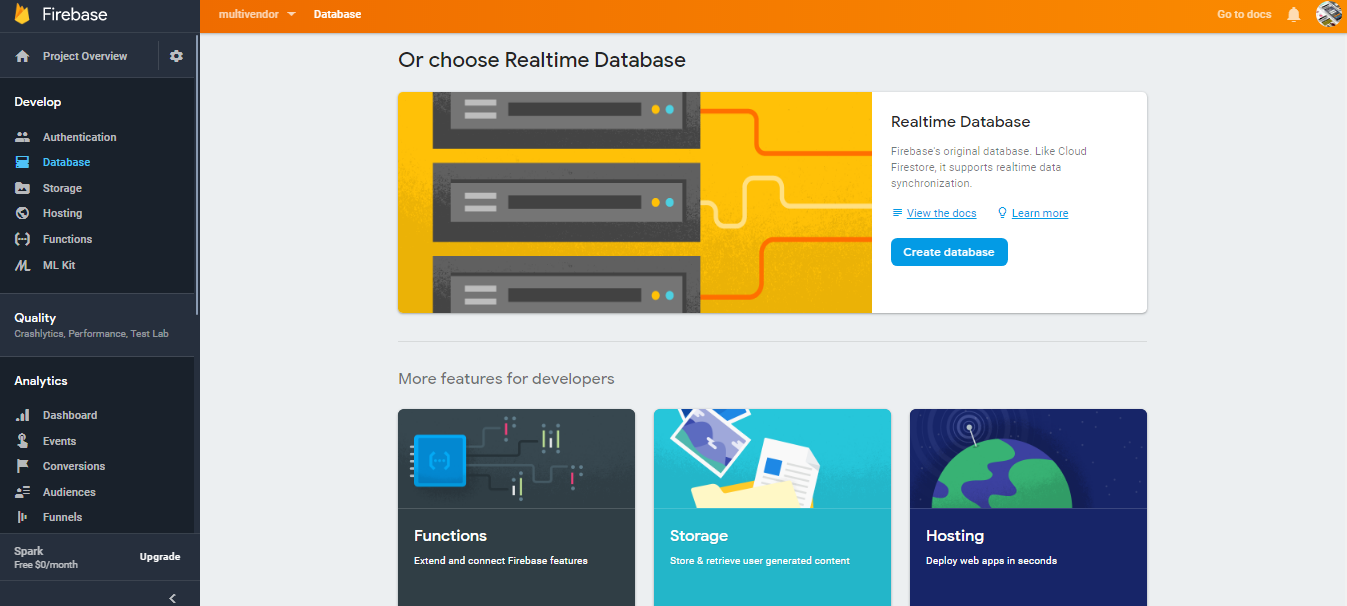 Firebase
multivendor
Database
Go to docs
Project Overview
Develop
Authentication
Database
Storage
Hosting
Functions
ML Kit
Quality
Crashlytics, Performance, Test Lab
Analytics
Dashboard
Events
Conversions
Audiences
Funnels
Spark
Free $0/month
Upgrade
Or choose Realtime Database
Realtime Database
Firebase's original database. Like Cloud
Firestore, it supports realtime data
synchronization.
View the docs
Learn more
Create database
More features for developers
Functions
Extend and connect Firebase features
Storage
Store & retrieve user generated content
Hosting
Deploy web apps in seconds